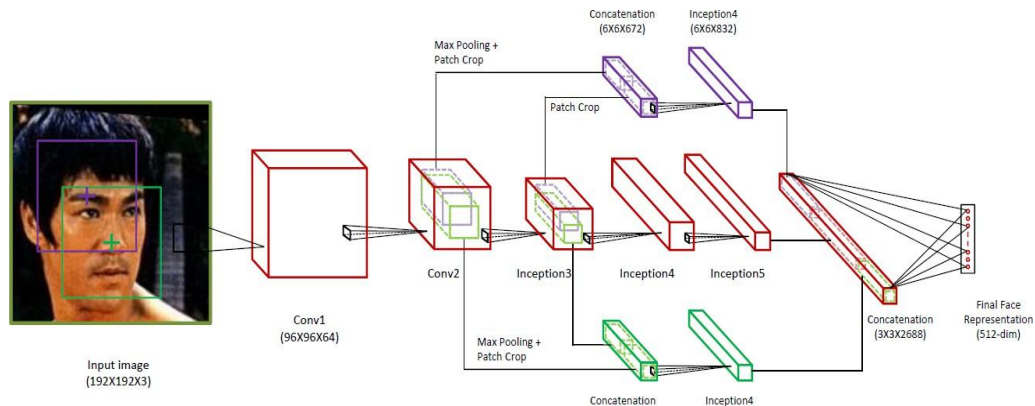 Concatenation
(6X6X672)
Inception4
(6X6X832)
Max Pooling +
Patch Crop
Patch Crop
Conv2
Inception3
Inception4
Inception5
Conv1
(96X96X64)
Concatenation
(3X3X2688)
Final Face
Representation
(512-dim)
Max Pooling +
Patch Crop
Input image
(192X192X3)
Concatenation
Inception4